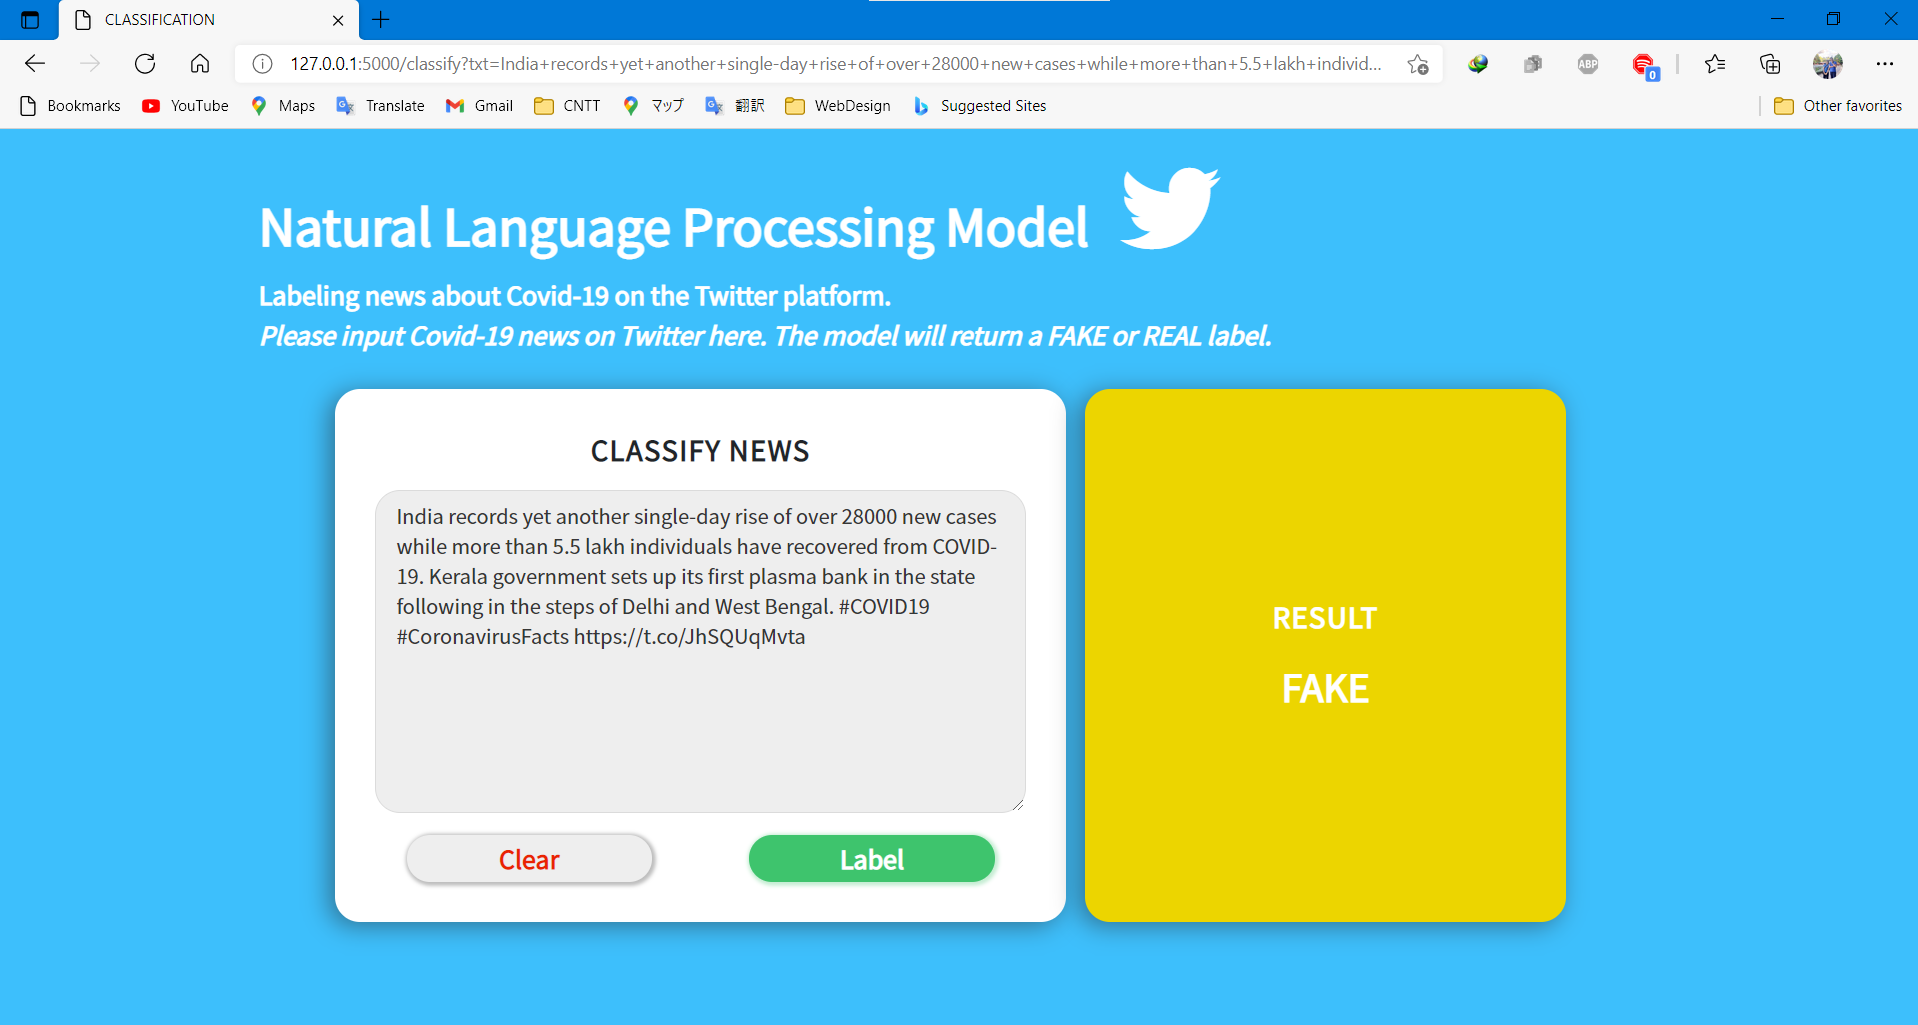 CLASSIFICATION
127.0.0.1:5000/classify?txt=India+records+yet+another+single-day+rise+of+over+28000+new+cases+while+more+than+5.5+lakh+individ...
ABP
0
Bookmarks YouTube Maps Translate Gmail CNTT マップ 翻訳 WebDesign Suggested Sites Other favorites
Natural Language Processing Model
Labeling news about Covid-19 on the Twitter platform.
Please input Covid-19 news on Twitter here. The model will return a FAKE or REAL label.
CLASSIFY NEWS
India records yet another single-day rise of over 28000 new cases
while more than 5.5 lakh individuals have recovered from COVID-
19. Kerala government sets up its first plasma bank in the state
following in the steps of Delhi and West Bengal. #COVID19
#CoronavirusFacts https://t.co/JhSQUqMvta
Clear
Label
RESULT
FAKE